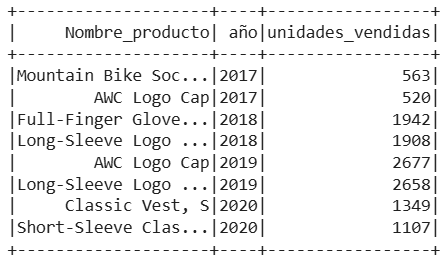 +------------------+----+-----------------+
|   Nombre_producto| año|unidades_vendidas|
+------------------+----+-----------------+
|Mountain Bike Soc...|2017|              563|
|      AWC Logo Cap|2017|              520|
|Full-Finger Glove...|2018|             1942|
|Long-Sleeve Logo ...|2018|             1908|
|      AWC Logo Cap|2019|             2677|
|Long-Sleeve Logo ...|2019|             2658|
|   Classic Vest, S|2020|             1349|
|Short-Sleeve Clas...|2020|             1107|
+------------------+----+-----------------+